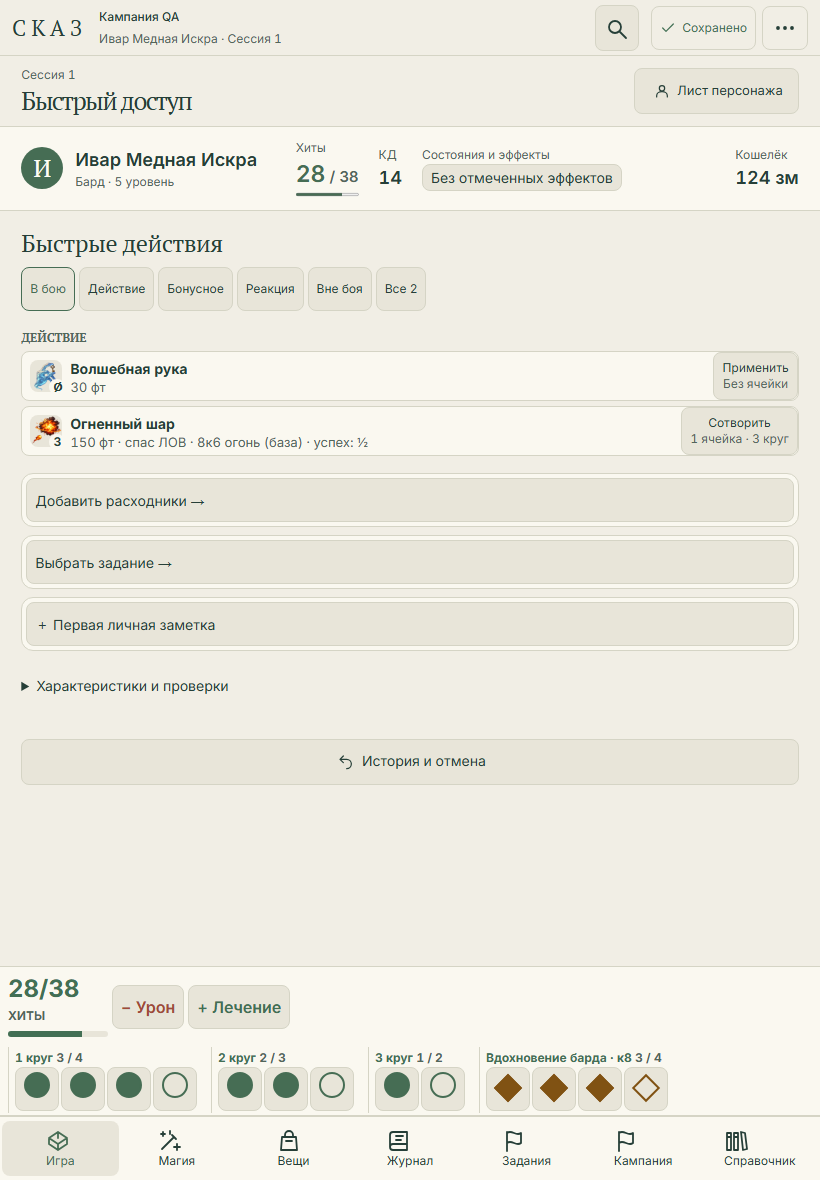 СКАЗ
Кампания QA
Ивар Медная Искра · Сессия 1
Сохранено
Сессия 1
Быстрый доступ
Лист персонажа
И
Ивар Медная Искра
Бард · 5 уровень
Хиты
28 / 38
КД
14
Состояния и эффекты
Без отмеченных эффектов
Кошелёк
124 зм
Быстрые действия
В бою
Действие
Бонусное
Реакция
Вне боя
Все 2
ДЕЙСТВИЕ
Ø
Волшебная рука
30 фт
Применить
Без ячейки
3
Огненный шар
150 фт · спас ЛОВ · 8к6 огонь (база) · успех: ½
Сотворить
1 ячейка · 3 круг
Добавить расходники →
Выбрать задание →
+ Первая личная заметка
Характеристики и проверки
История и отмена
28/38
ХИТЫ
− Урон
+ Лечение
1 круг 3 / 4
2 круг 2 / 3
3 круг 1 / 2
Вдохновение барда · к8 3 / 4
Игра
Магия
Вещи
Журнал
Задания
Кампания
Справочник